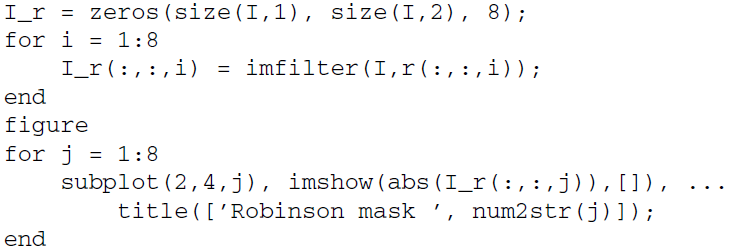 I_r = zeros(size(I,1), size(I,2), 8);
for i = 1:8
    I_r(:,:,i) = imfilter(I,r(:,:,i));
end
figure
for j = 1:8
    subplot(2,4,j), imshow(abs(I_r(:,:,j)),[]), ...
        title(['Robinson mask ', num2str(j)]);
end